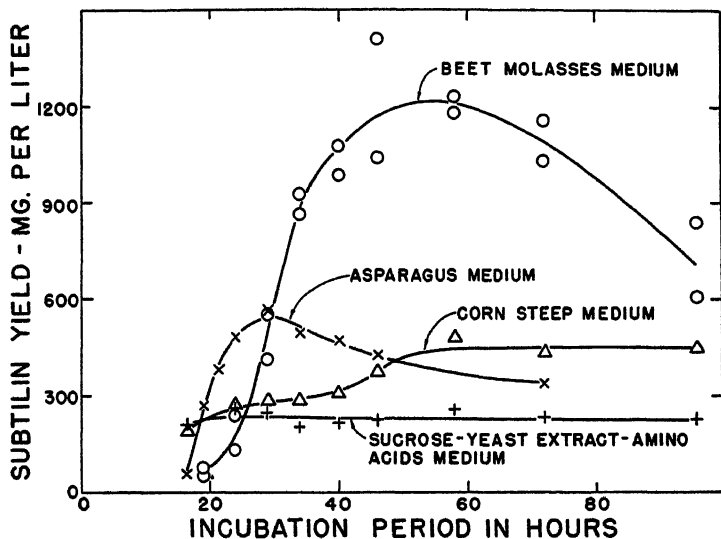 SUBTILIN YIELD - MG. PER LITER
1200
900
600
300
0
BEET MOLASSES MEDIUM
ASPARAGUS MEDIUM
CORN STEEP MEDIUM
SUCROSE-YEAST EXTRACT-AMINO
ACIDS MEDIUM
0
20
40
60
80
INCUBATION PERIOD IN HOURS